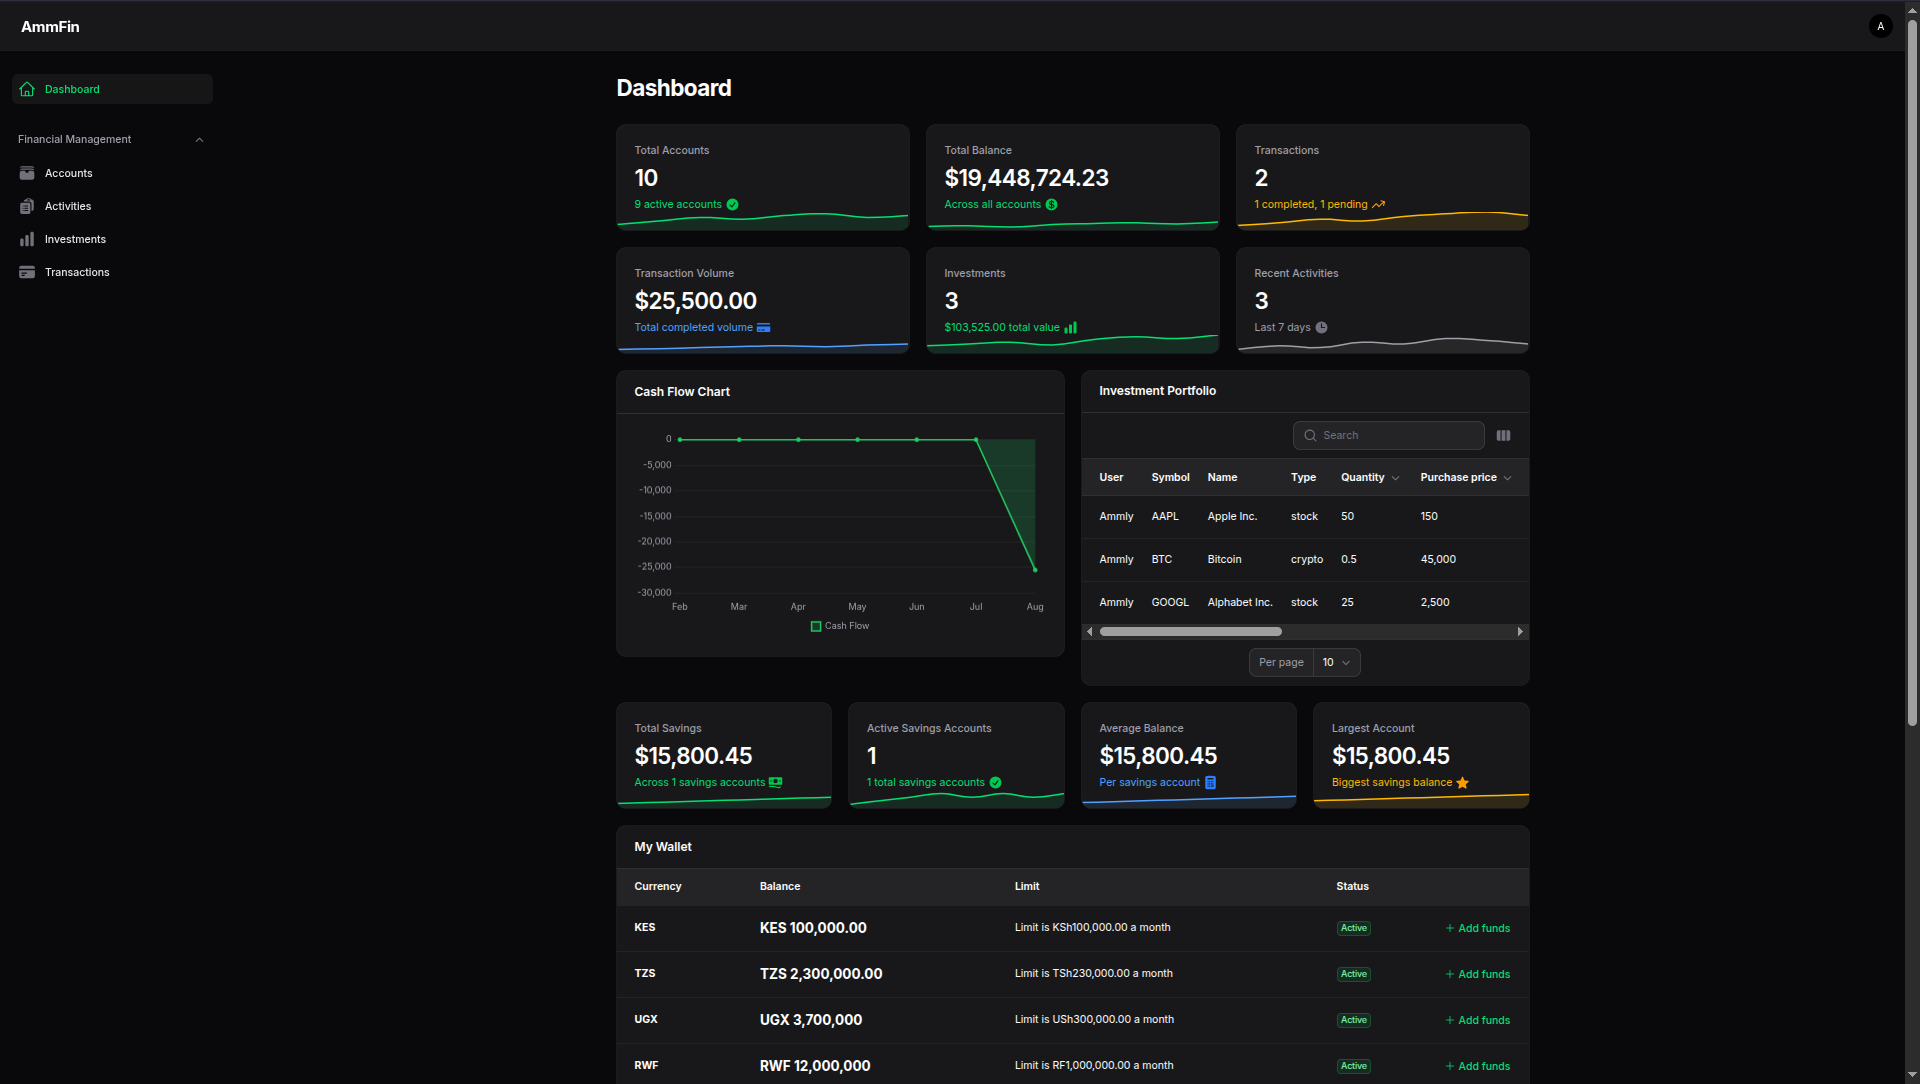 AmmFin
A
Dashboard
Financial Management
Accounts
Activities
Investments
Transactions
Dashboard
Total Accounts
10
9 active accounts
Total Balance
$19,448,724.23
Across all accounts
Transactions
2
1 completed, 1 pending
Transaction Volume
$25,500.00
Total completed volume
Investments
3
$103,525.00 total value
Recent Activities
3
Last 7 days
Cash Flow Chart
0
-5,000
-10,000
-15,000
-20,000
-25,000
-30,000
Feb Mar Apr May Jun Jul Aug
Cash Flow
Investment Portfolio
Search
User Symbol Name Type Quantity Purchase price
Ammly AAPL Apple Inc. stock 50 150
Ammly BTC Bitcoin crypto 0.5 45,000
Ammly GOOGL Alphabet Inc. stock 25 2,500
Per page 10
Total Savings
$15,800.45
Across 1 savings accounts
Active Savings Accounts
1
1 total savings accounts
Average Balance
$15,800.45
Per savings account
Largest Account
$15,800.45
Biggest savings balance
My Wallet
Currency Balance Limit Status
KES KES 100,000.00 Limit is KSh100,000.00 a month Active Add funds
TZS TZS 2,300,000.00 Limit is TSh230,000.00 a month Active Add funds
UGX UGX 3,700,000 Limit is USh300,000.00 a month Active Add funds
RWF RWF 12,000,000 Limit is RF1,000,000.00 a month Active Add funds